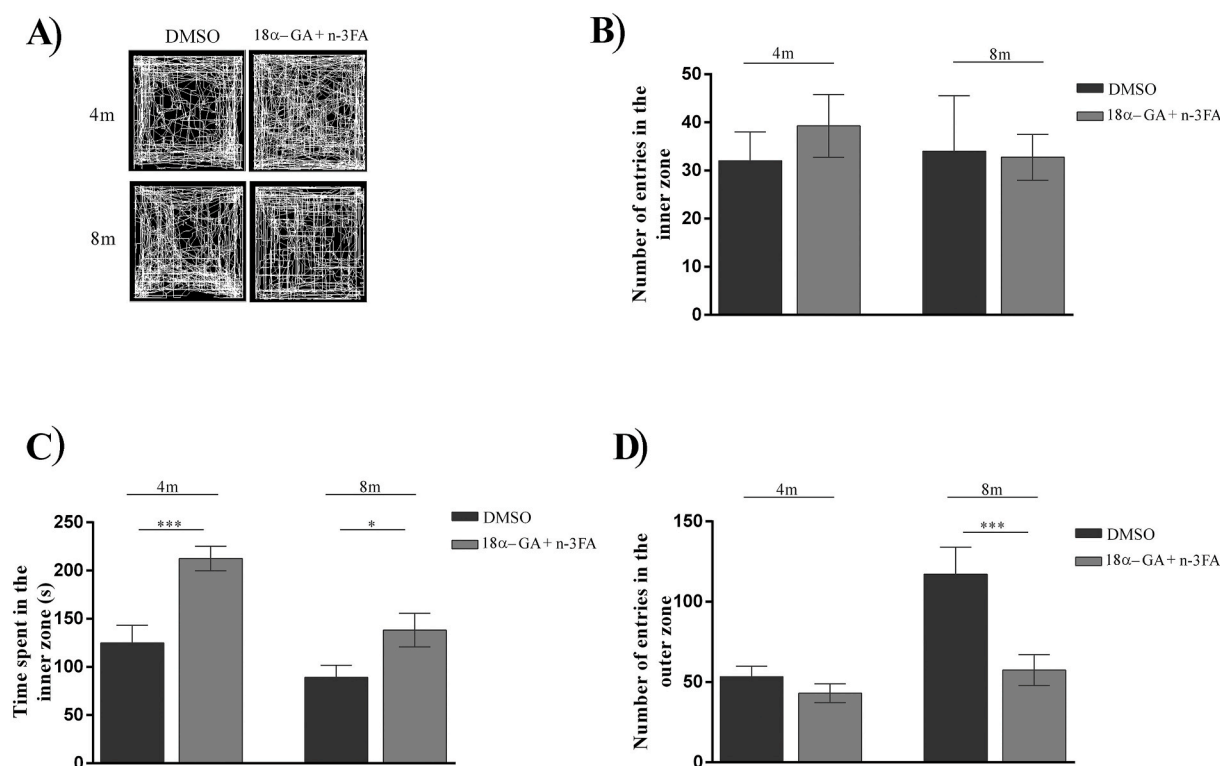 A)
DMSO 18α– GA + n-3FA
4m
8m
B)
4m 8m
Number of entries in the
inner zone
50
40
30
20
10
0
DMSO
18α– GA + n-3FA
C)
4m 8m
*** *
Time spent in the
inner zone (s)
250
200
150
100
50
0
DMSO
18α– GA + n-3FA
D)
4m 8m
***
Number of entries in the
outer zone
150
100
50
0
DMSO
18α– GA + n-3FA